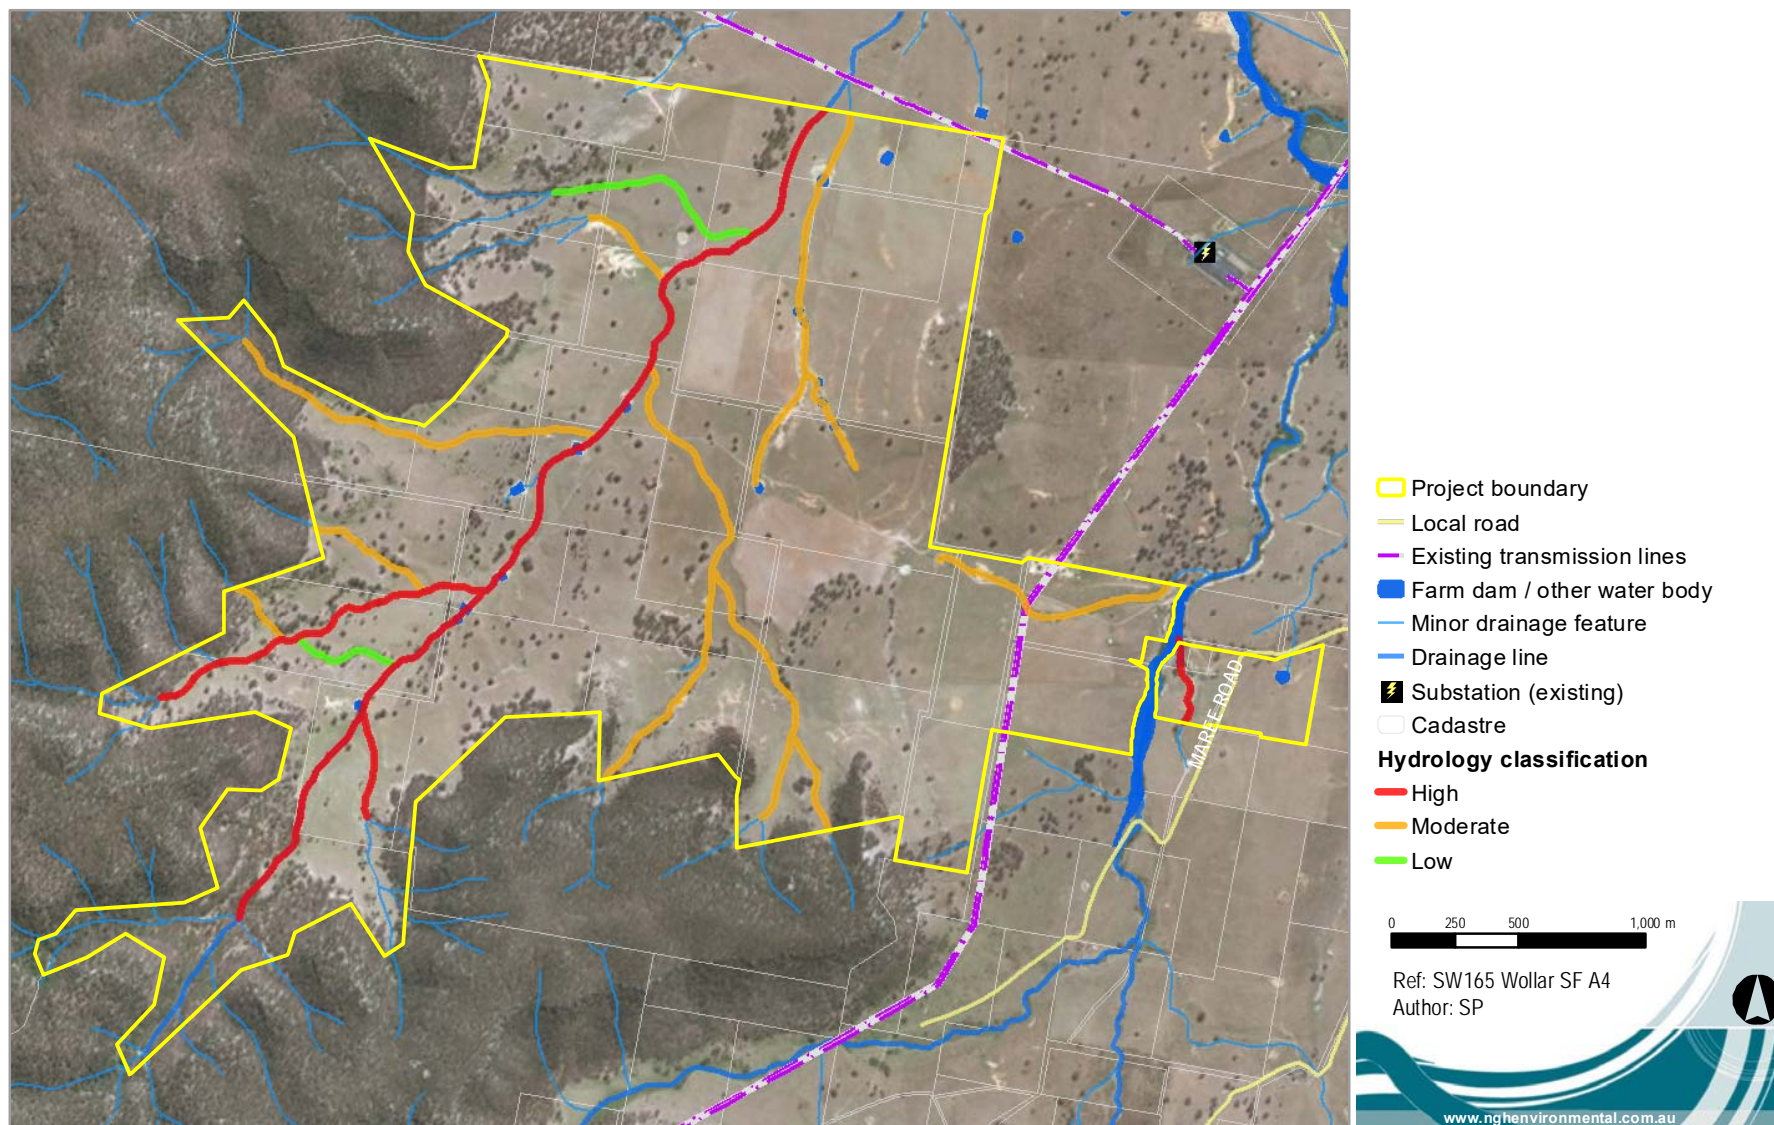 MAREE ROAD
Project boundary
Local road
Existing transmission lines
Farm dam / other water body
Minor drainage feature
Drainage line
Substation (existing)
Cadastre
Hydrology classification
High
Moderate
Low
0 250 500 1,000 m
Ref: SW165 Wollar SF A4
Author: SP
www.nghenvironmental.com.au